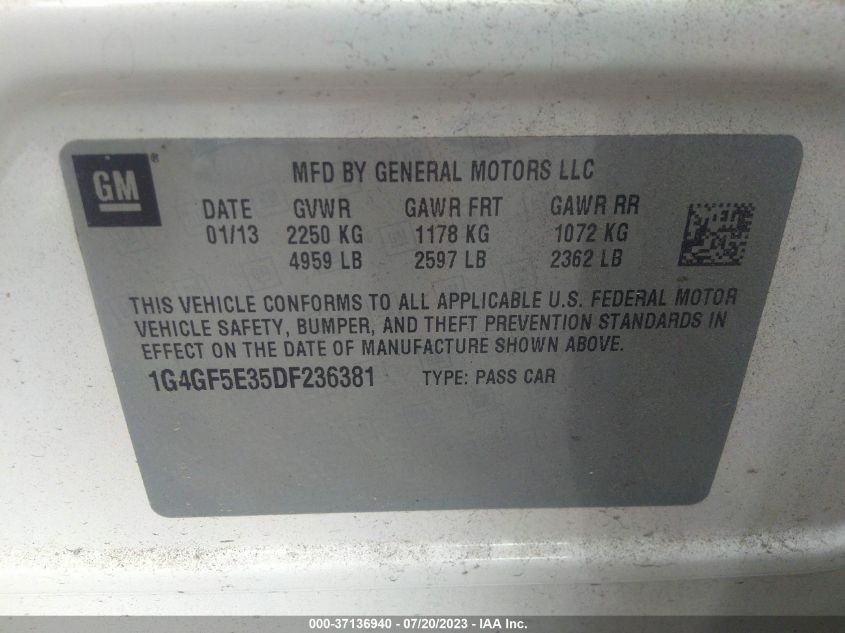 GM ®
MFD BY GENERAL MOTORS LLC
DATE GVWR GAWR FRT GAWR RR
01/13 2250 KG 1178 KG 1072 KG
4959 LB 2597 LB 2362 LB
THIS VEHICLE CONFORMS TO ALL APPLICABLE U.S. FEDERAL MOTOR
VEHICLE SAFETY, BUMPER, AND THEFT PREVENTION STANDARDS IN
EFFECT ON THE DATE OF MANUFACTURE SHOWN ABOVE.
1G4GF5E35DF236381 TYPE: PASS CAR
000-37136940 - 07/20/2023 - IAA Inc.